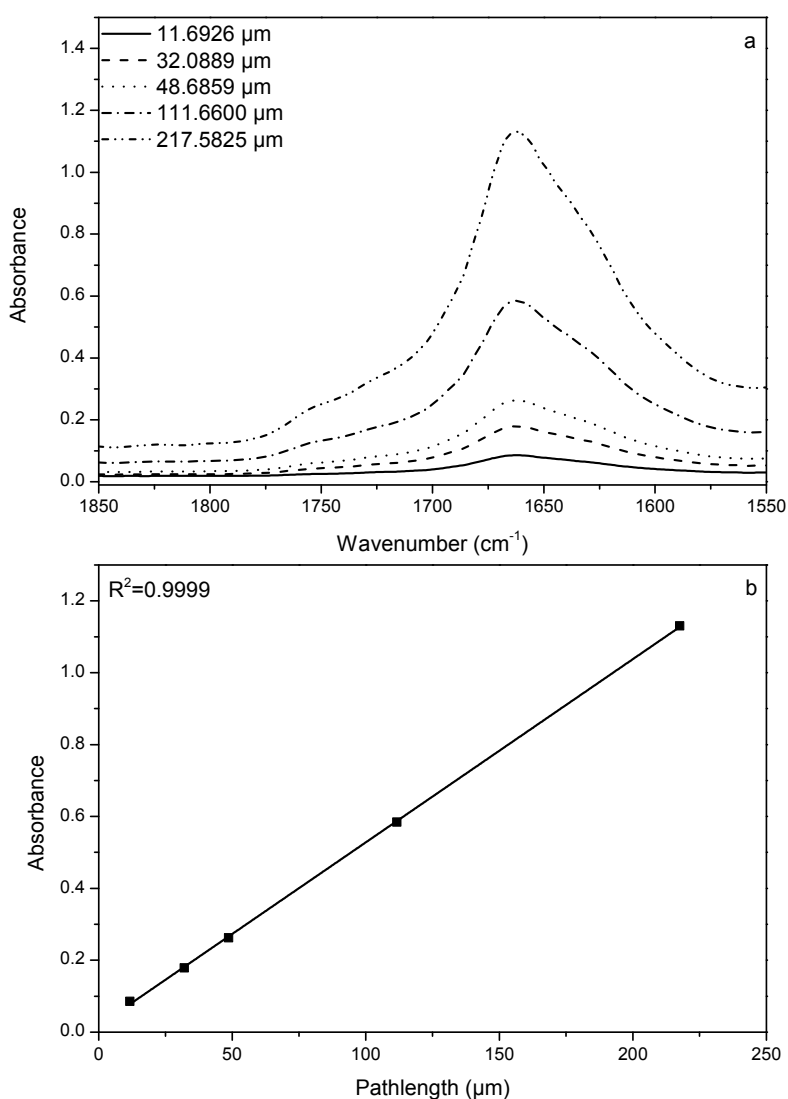 11.6926 µm
32.0889 µm
48.6859 µm
111.6600 µm
217.5825 µm
a
1.4
1.2
1.0
0.8
0.6
0.4
0.2
0.0
Absorbance
1850 1800 1750 1700 1650 1600 1550
Wavenumber (cm⁻¹)
R²=0.9999
b
1.2
1.0
0.8
0.6
0.4
0.2
0.0
Absorbance
0 50 100 150 200 250
Pathlength (µm)